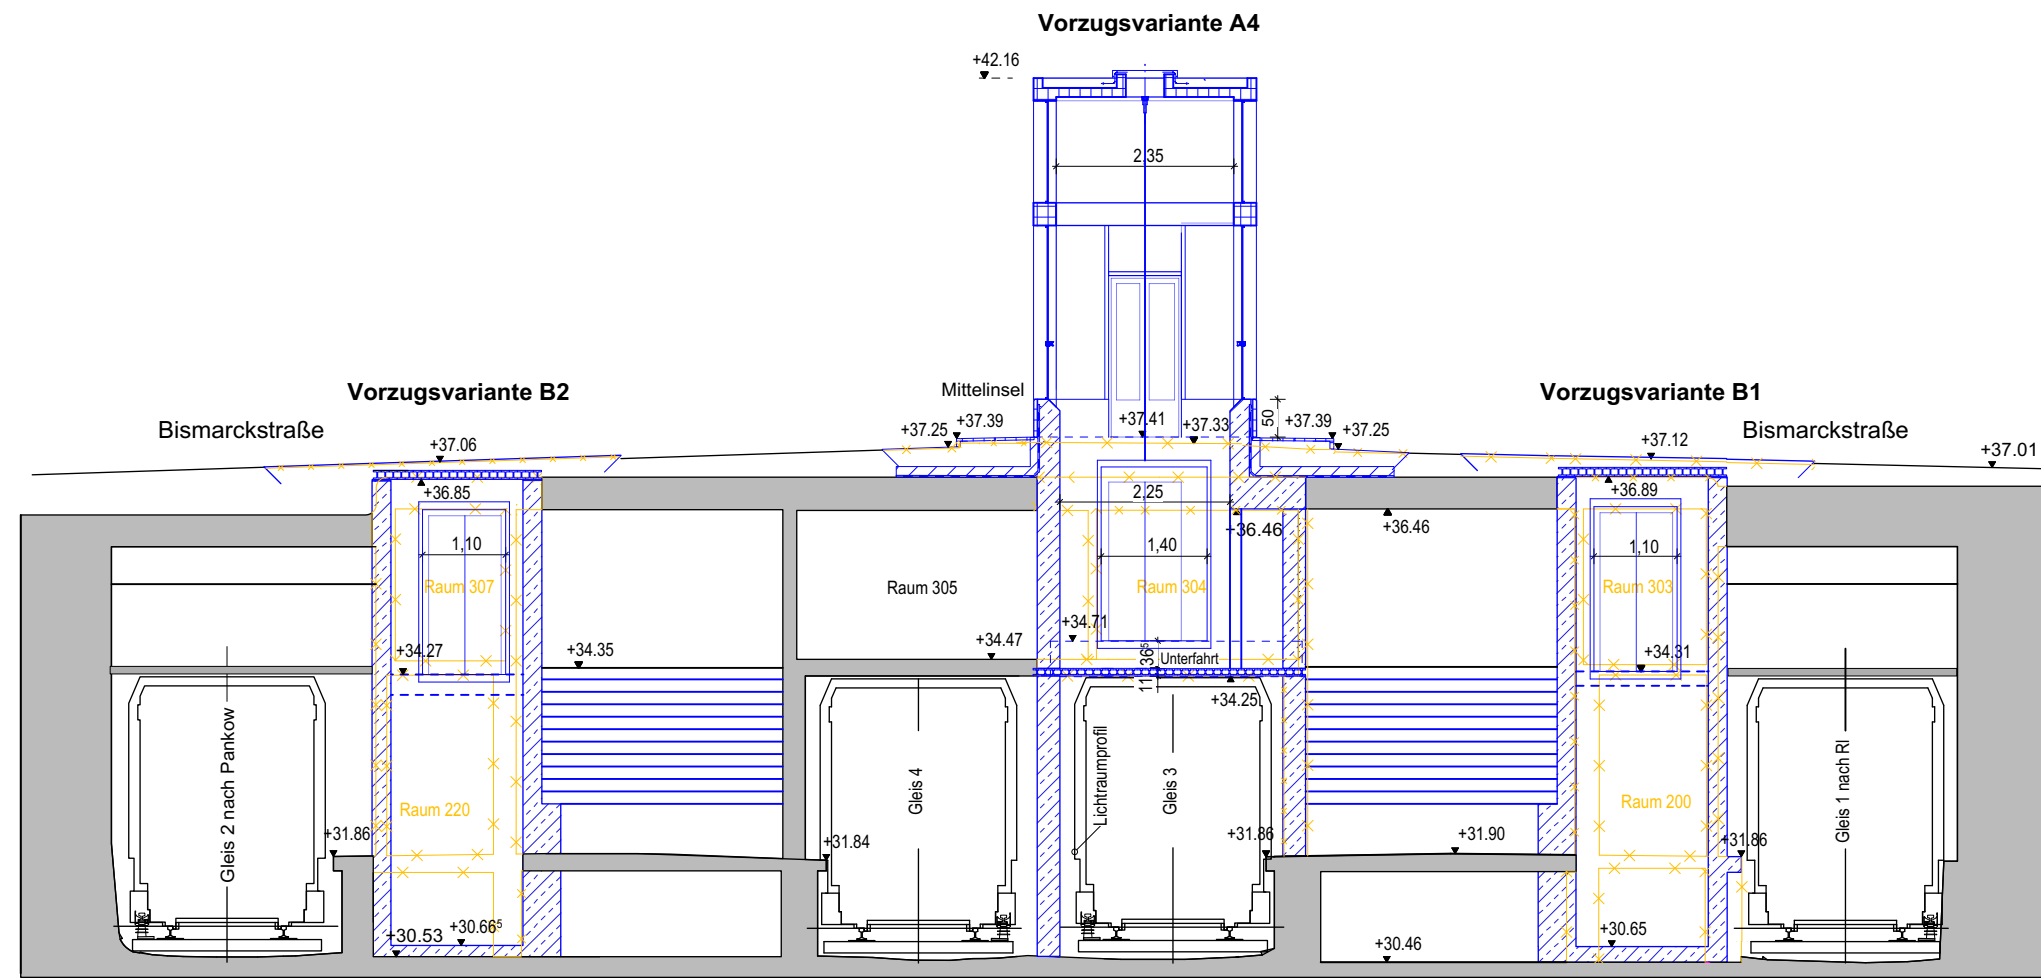 Vorzugsvariante A4
+42.16
2,35
Vorzugsvariante B2
Mittelinsel
Vorzugsvariante B1
Bismarckstraße
+37.06
+37.25
+37.39
+37.41
+37.33
50
+37.39
+37.25
+37.12
Bismarckstraße
+37.01
+36.85
2,25
+36.89
+36.46
+36.46
1,10
1,40
1,10
Raum 307
Raum 305
Raum 304
Raum 303
+34.71
+34.27
+34.35
+34.47
Unterfahrt
36⁵
11
+34.31
+34.25
Gleis 2 nach Pankow
Gleis 4
Lichtraumprofil
Gleis 3
Gleis 1 nach Rl
Raum 220
Raum 200
+31.86
+31.84
+31.86
+31.90
+31.86
+30.53
+30.66⁵
+30.46
+30.65